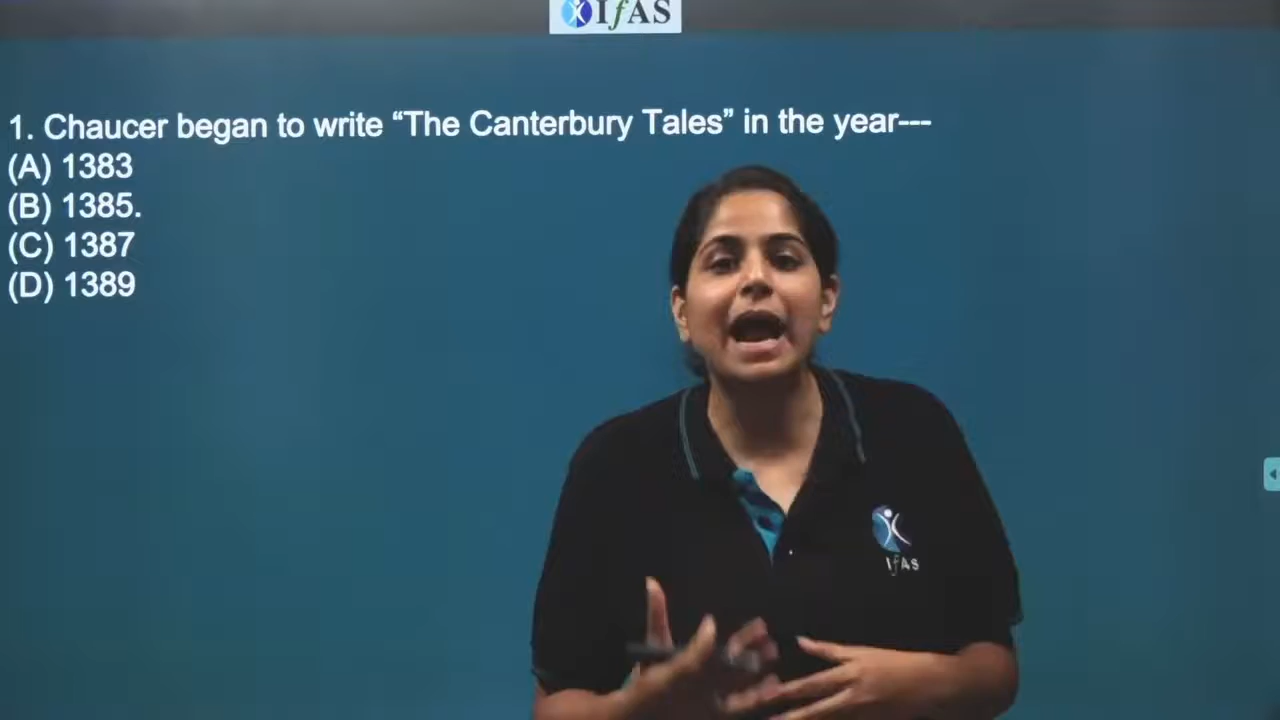 IfAS
1. Chaucer began to write “The Canterbury Tales” in the year---
(A) 1383
(B) 1385.
(C) 1387
(D) 1389
IfAS